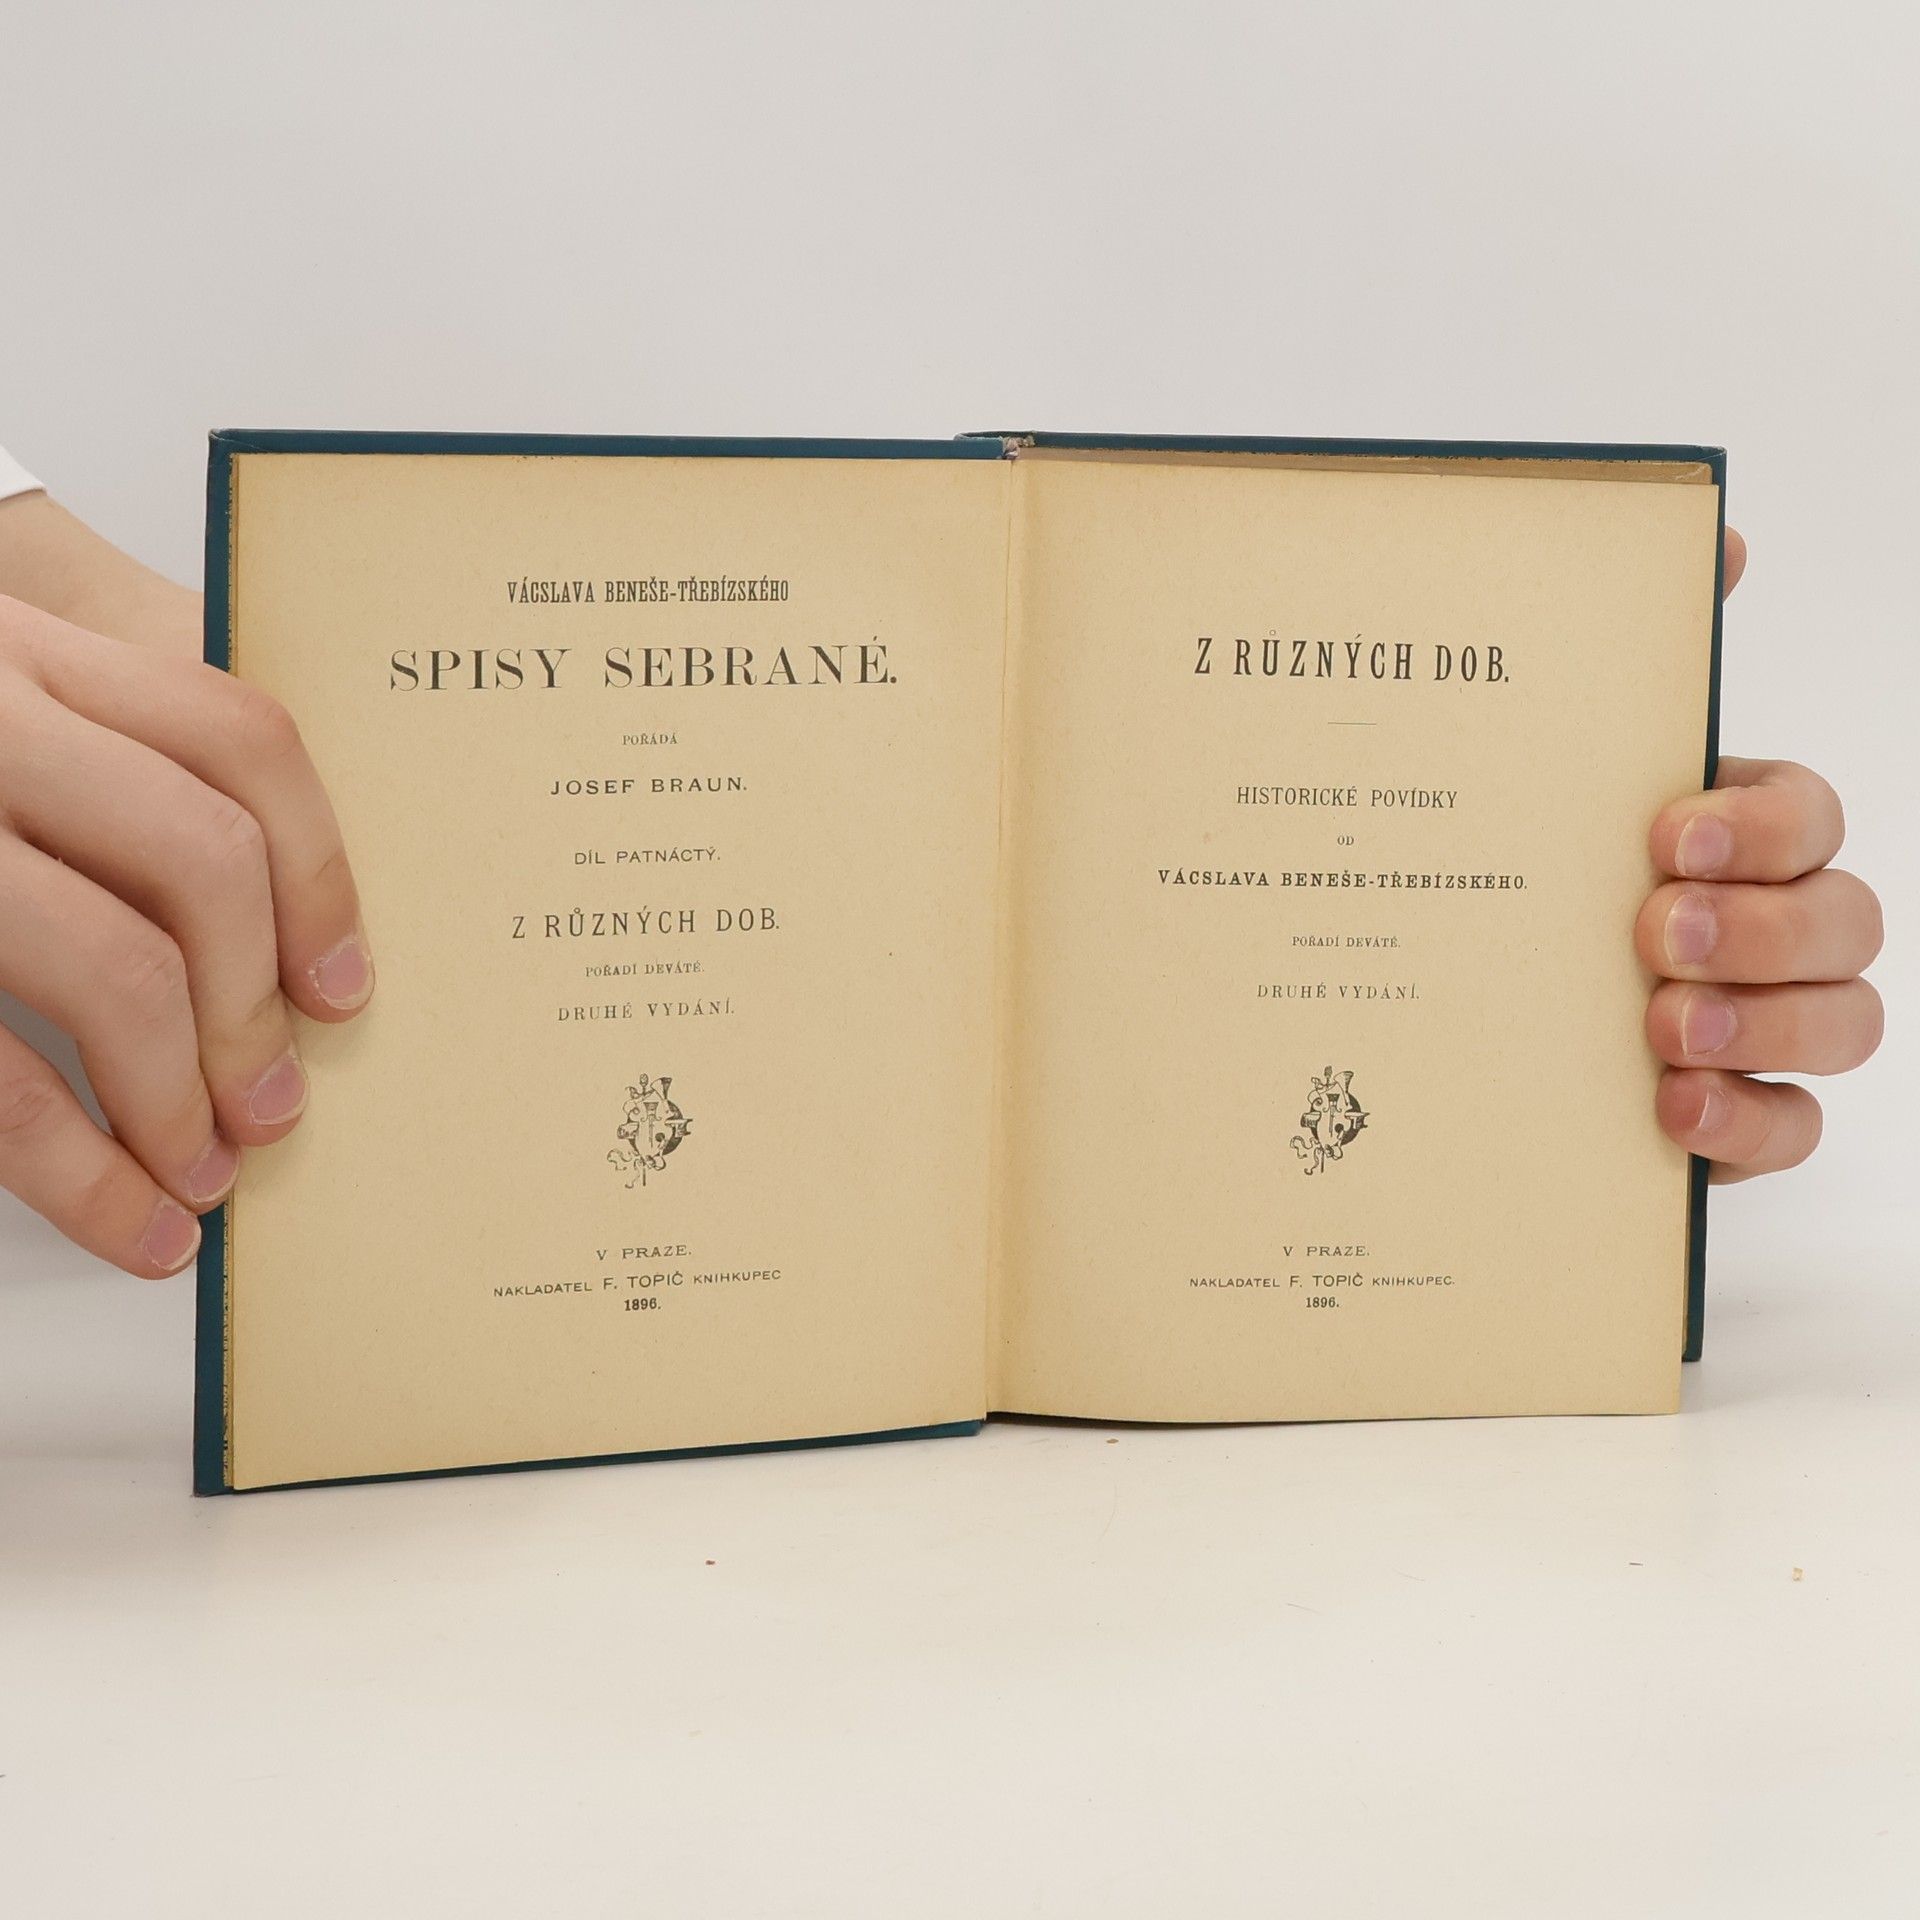 VÁCSLAVA BENEŠE-TŘEBÍZSKÉHO
SPISY SEBRANÉ.
POŘÁDÁ
JOSEF BRAUN.
DÍL PATNÁCTÝ.
Z RŮZNÝCH DOB.
POŘADÍ DEVÁTÉ.
DRUHÉ VYDÁNÍ.
V PRAZE.
NAKLADATEL F. TOPIČ KNIHKUPEC
1896.
Z RŮZNÝCH DOB.
HISTORICKÉ POVÍDKY
OD
VÁCSLAVA BENEŠE-TŘEBÍZSKÉHO.
POŘADÍ DEVÁTÉ.
DRUHÉ VYDÁNÍ.
V PRAZE.
NAKLADATEL F. TOPIČ KNIHKUPEC.
1896.